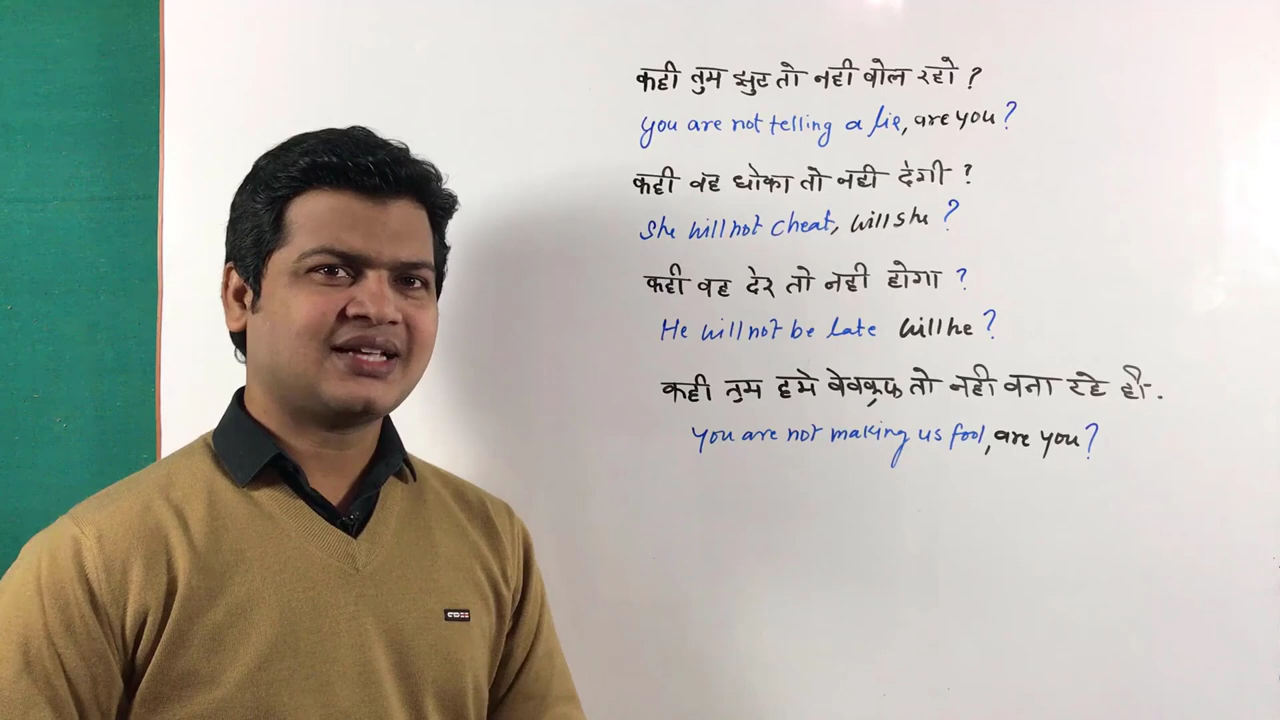 कही तुम झुट तो नही बोल रहो ?
you are not telling a lie, are you ?
कही वह धोका तो नही देगी ?
She will not cheat, will she ?
कही वह देर तो नही होगा ?
He will not be late will he ?
कही तुम हमे बेवकूफ तो नही बना रहे हौ.
You are not making us fool, are you ?